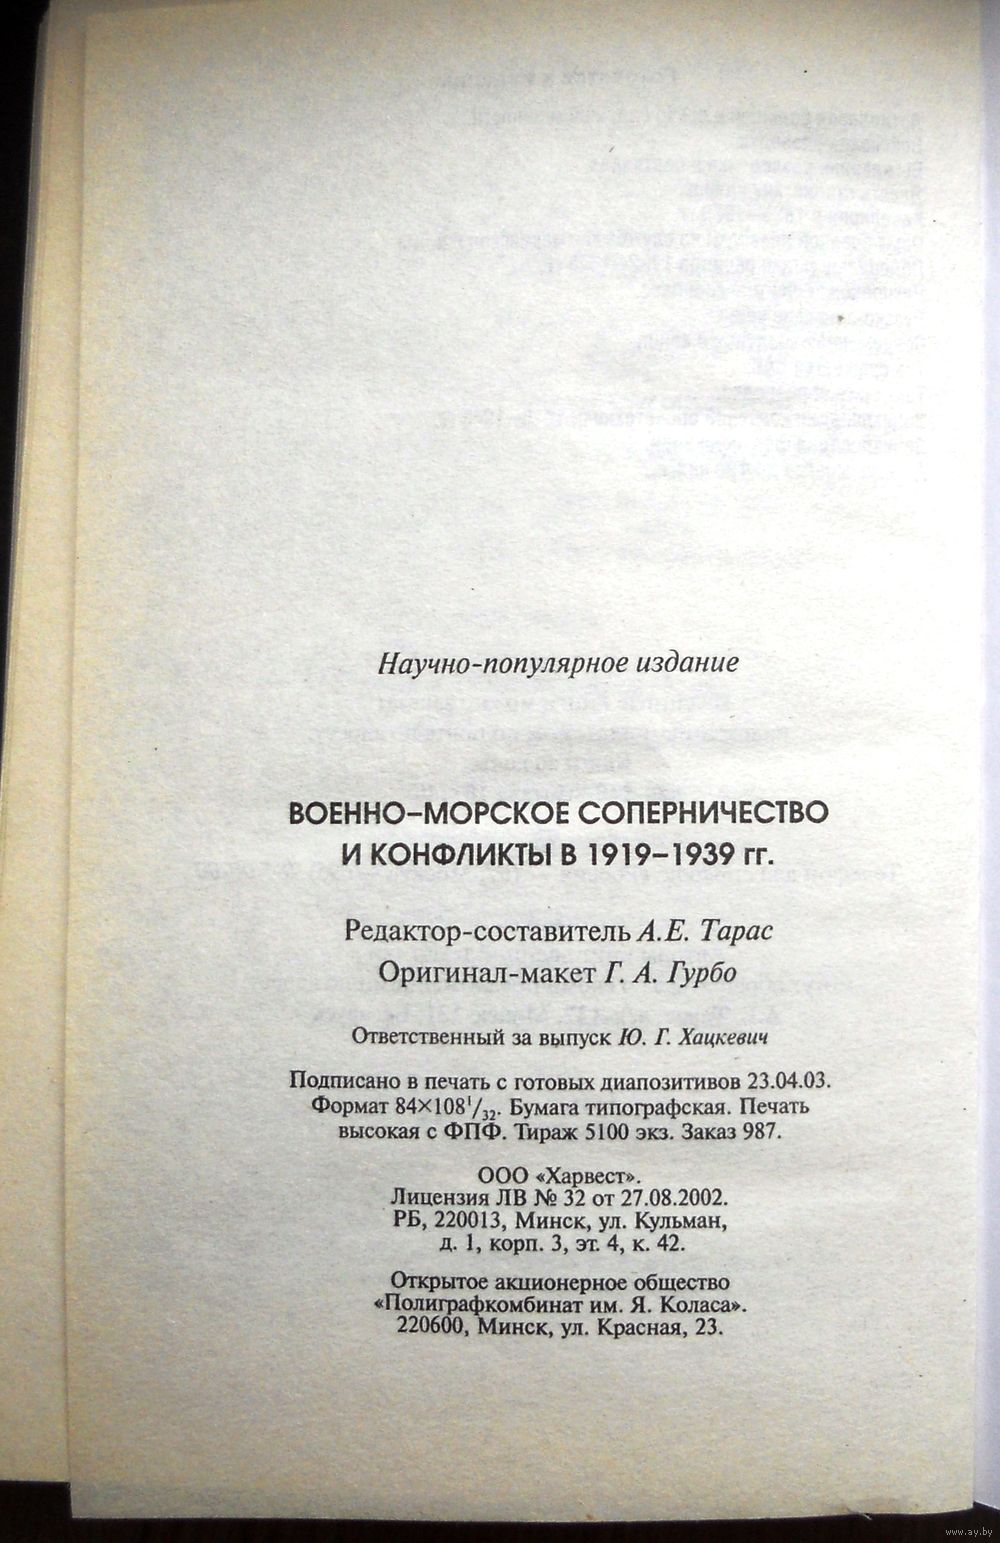 Научно-популярное издание
ВОЕННО-МОРСКОЕ СОПЕРНИЧЕСТВО
И КОНФЛИКТЫ В 1919-1939 гг.
Редактор-составитель А.Е. Тарас
Оригинал-макет Г. А. Гурбо
Ответственный за выпуск Ю. Г. Хацкевич
Подписано в печать с готовых диапозитивов 23.04.03.
Формат 84×108¹/₃₂. Бумага типографская. Печать
высокая с ФПФ. Тираж 5100 экз. Заказ 987.
ООО «Харвест».
Лицензия ЛВ № 32 от 27.08.2002.
РБ, 220013, Минск, ул. Кульман,
д. 1, корп. 3, эт. 4, к. 42.
Открытое акционерное общество
«Полиграфкомбинат им. Я. Коласа».
220600, Минск, ул. Красная, 23.
www.ay.by